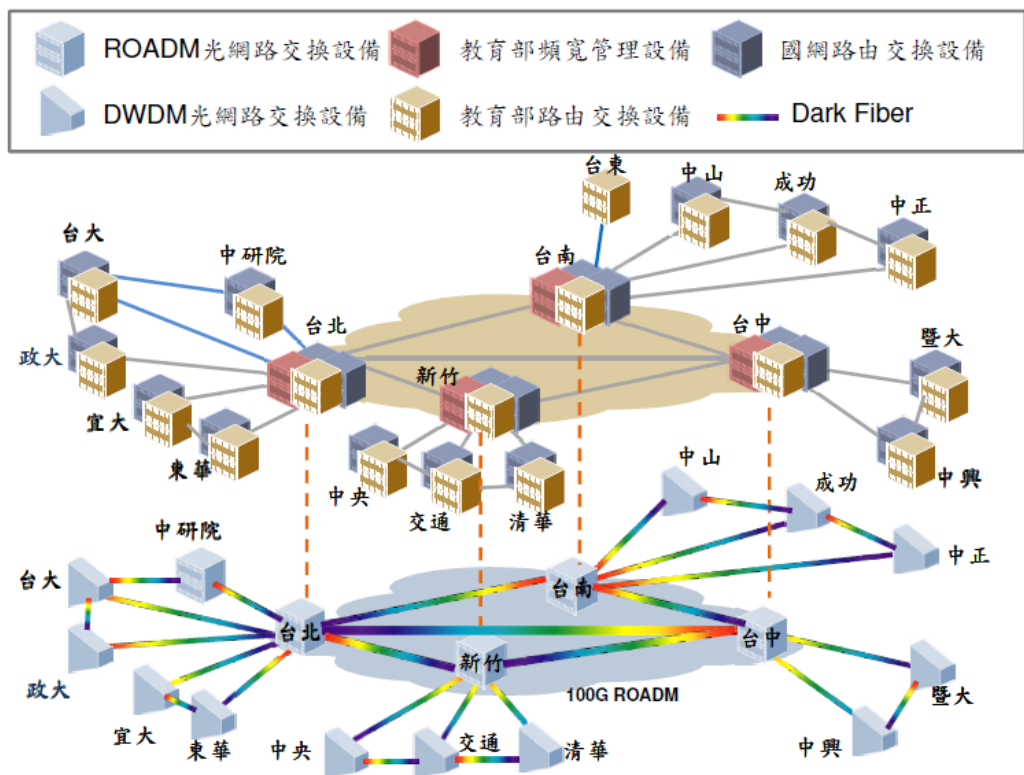 ROADM光網路交換設備
教育部頻寬管理設備
國網路由交換設備
DWDM光網路交換設備
教育部路由交換設備
Dark Fiber
台東
中山
成功
中正
台大
中研院
台南
台北
台中
政大
新竹
暨大
宜大
東華
中央
交通
清華
中興
中山
成功
中研院
中正
台大
台南
台北
台中
新竹
政大
100G ROADM
暨大
宜大
東華
中央
交通
清華
中興